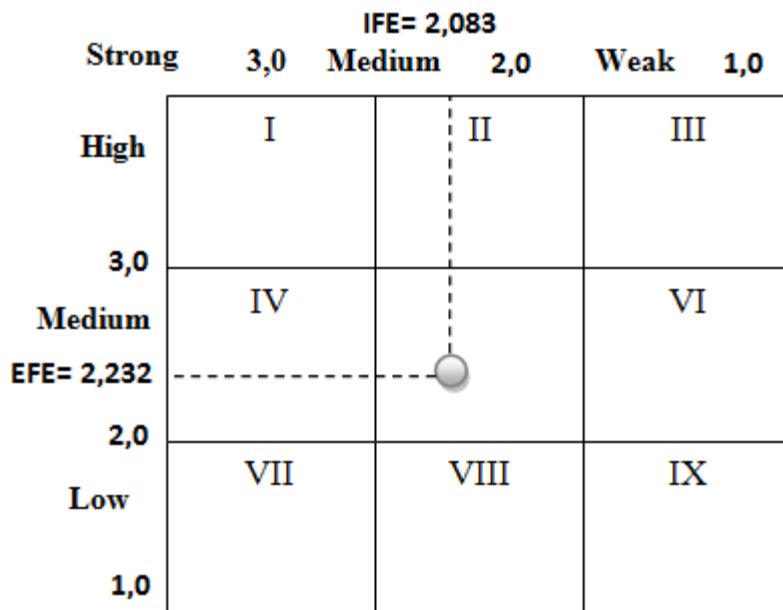 IFE= 2,083
Strong 3,0 Medium 2,0 Weak 1,0
High I II III
3,0
Medium IV VI
EFE= 2,232
2,0
Low VII VIII IX
1,0